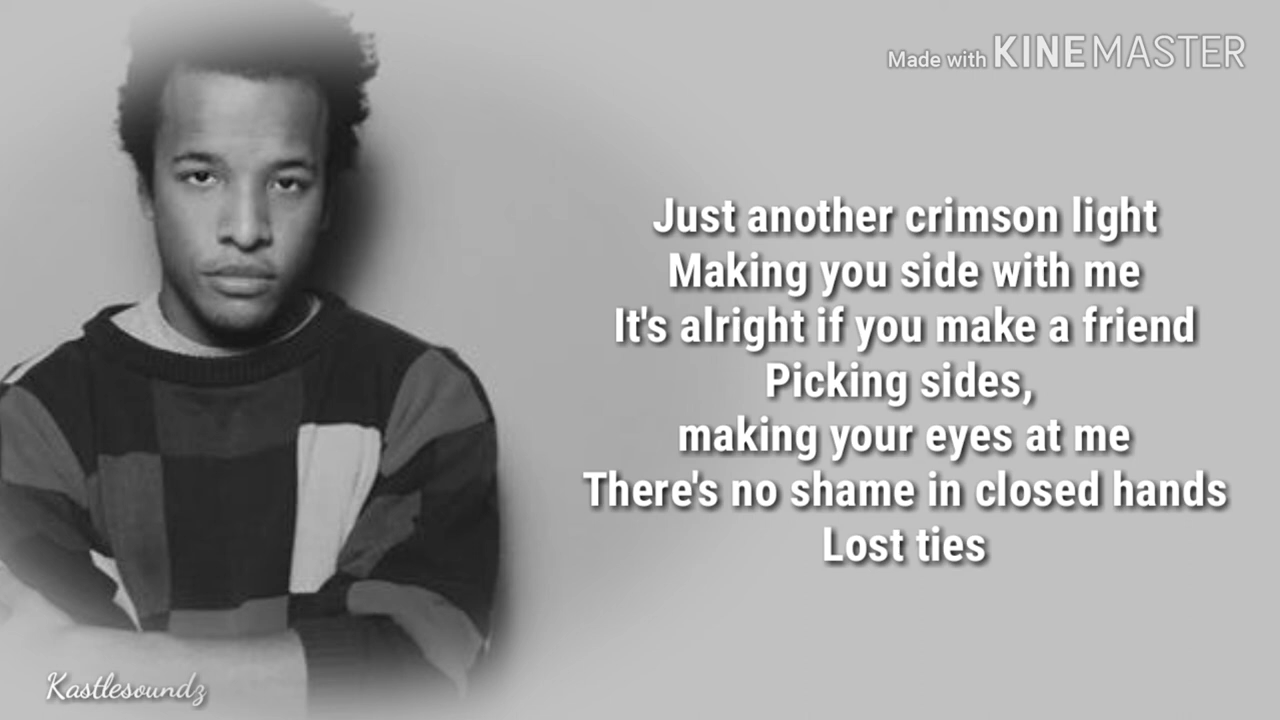 Made with KINEMASTER
Just another crimson light
Making you side with me
It's alright if you make a friend
Picking sides,
making your eyes at me
There's no shame in closed hands
Lost ties
Kastlesoundz